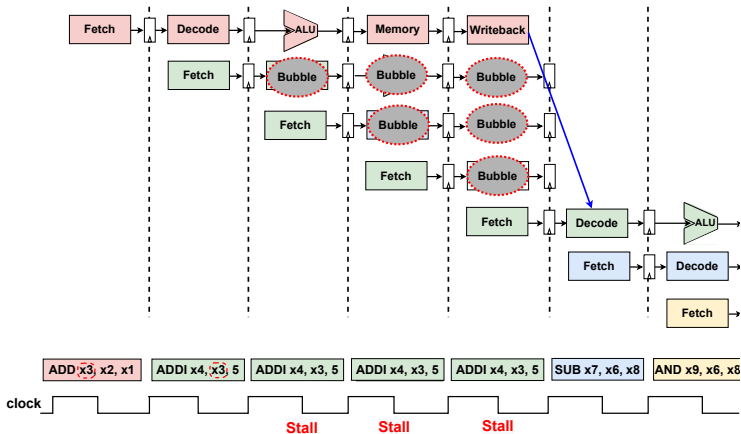 Fetch Decode ALU Memory Writeback
Fetch Bubble Bubble Bubble
Fetch Bubble Bubble
Fetch Bubble
Fetch Decode ALU
Fetch Decode
Fetch
ADD x3, x2, x1 ADDI x4, x3, 5 ADDI x4, x3, 5 ADDI x4, x3, 5 ADDI x4, x3, 5 SUB x7, x6, x8 AND x9, x6, x8
clock
Stall Stall Stall